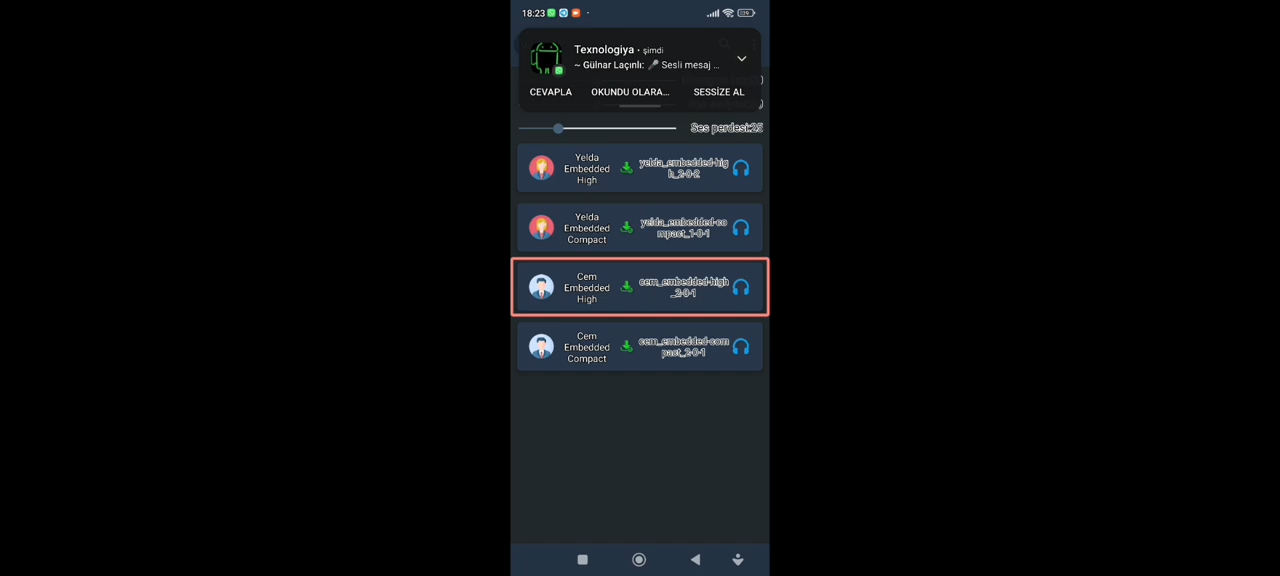 18:23
Texnologiya • şimdi
~ Gülnar Laçınlı: 🎤 Sesli mesaj ...
CEVAPLA OKUNDU OLARA... SESSİZE AL
Ses perdesi:25
Yelda
Embedded
High
yelda_embedded-hig
h_2-0-2
Yelda
Embedded
Compact
yelda_embedded-co
mpact_1-0-1
Cem
Embedded
High
cem_embedded-high
_2-0-1
Cem
Embedded
Compact
cem_embedded-com
pact_2-0-1